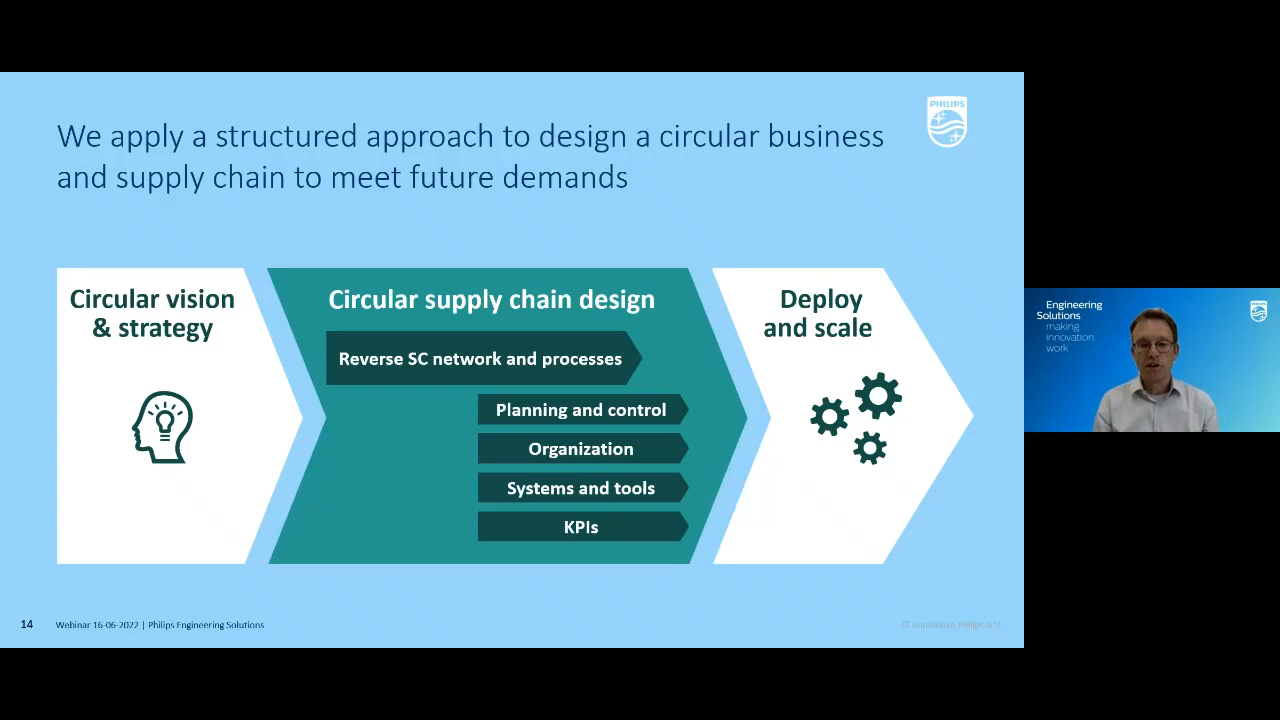 We apply a structured approach to design a circular business
and supply chain to meet future demands
PHILIPS
Circular vision
& strategy
Circular supply chain design
Reverse SC network and processes
Planning and control
Organization
Systems and tools
KPIs
Deploy
and scale
14
Webinar 16-06-2022 | Philips Engineering Solutions
© Koninklijke Philips N.V.
Engineering
Solutions
making
innovation
work